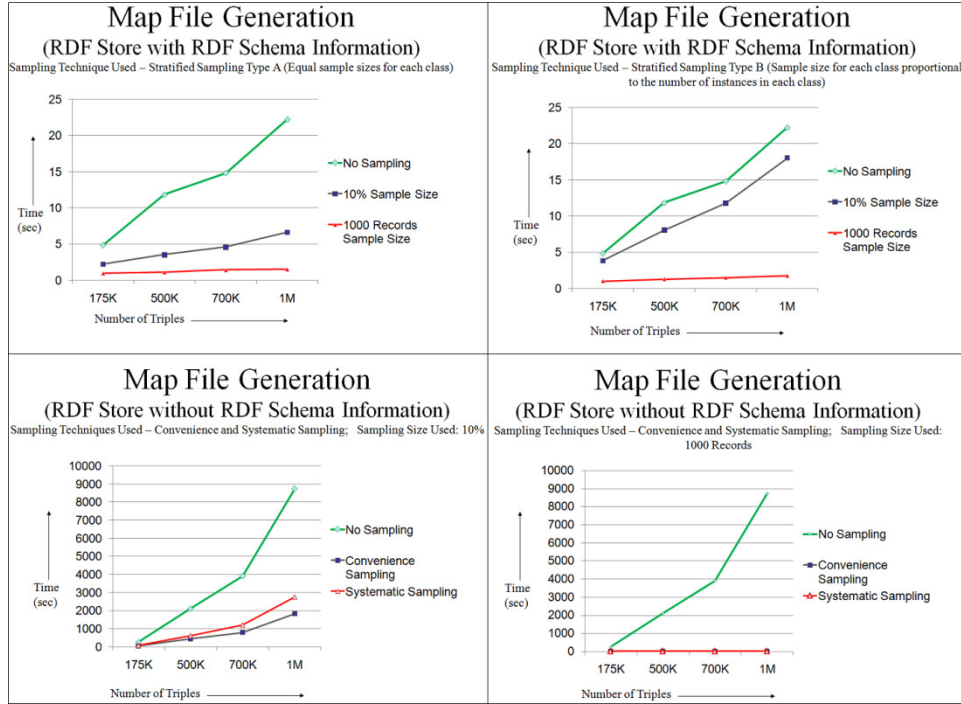 Map File Generation
(RDF Store with RDF Schema Information)
Sampling Technique Used – Stratified Sampling Type A (Equal sample sizes for each class)
25
20
15
10
5
0
Time
(sec)
175K 500K 700K 1M
Number of Triples
No Sampling
10% Sample Size
1000 Records
Sample Size
Map File Generation
(RDF Store with RDF Schema Information)
Sampling Technique Used – Stratified Sampling Type B (Sample size for each class proportional
to the number of instances in each class)
25
20
15
10
5
0
Time
(sec)
175K 500K 700K 1M
Number of Triples
No Sampling
10% Sample Size
1000 Records
Sample Size
Map File Generation
(RDF Store without RDF Schema Information)
Sampling Techniques Used – Convenience and Systematic Sampling; Sampling Size Used: 10%
10000
9000
8000
7000
6000
5000
4000
3000
2000
1000
0
Time
(sec)
175K 500K 700K 1M
Number of Triples
No Sampling
Convenience
Sampling
Systematic Sampling
Map File Generation
(RDF Store without RDF Schema Information)
Sampling Techniques Used – Convenience and Systematic Sampling; Sampling Size Used:
1000 Records
10000
9000
8000
7000
6000
5000
4000
3000
2000
1000
0
Time
(sec)
175K 500K 700K 1M
Number of Triples
No Sampling
Convenience
Sampling
Systematic Sampling